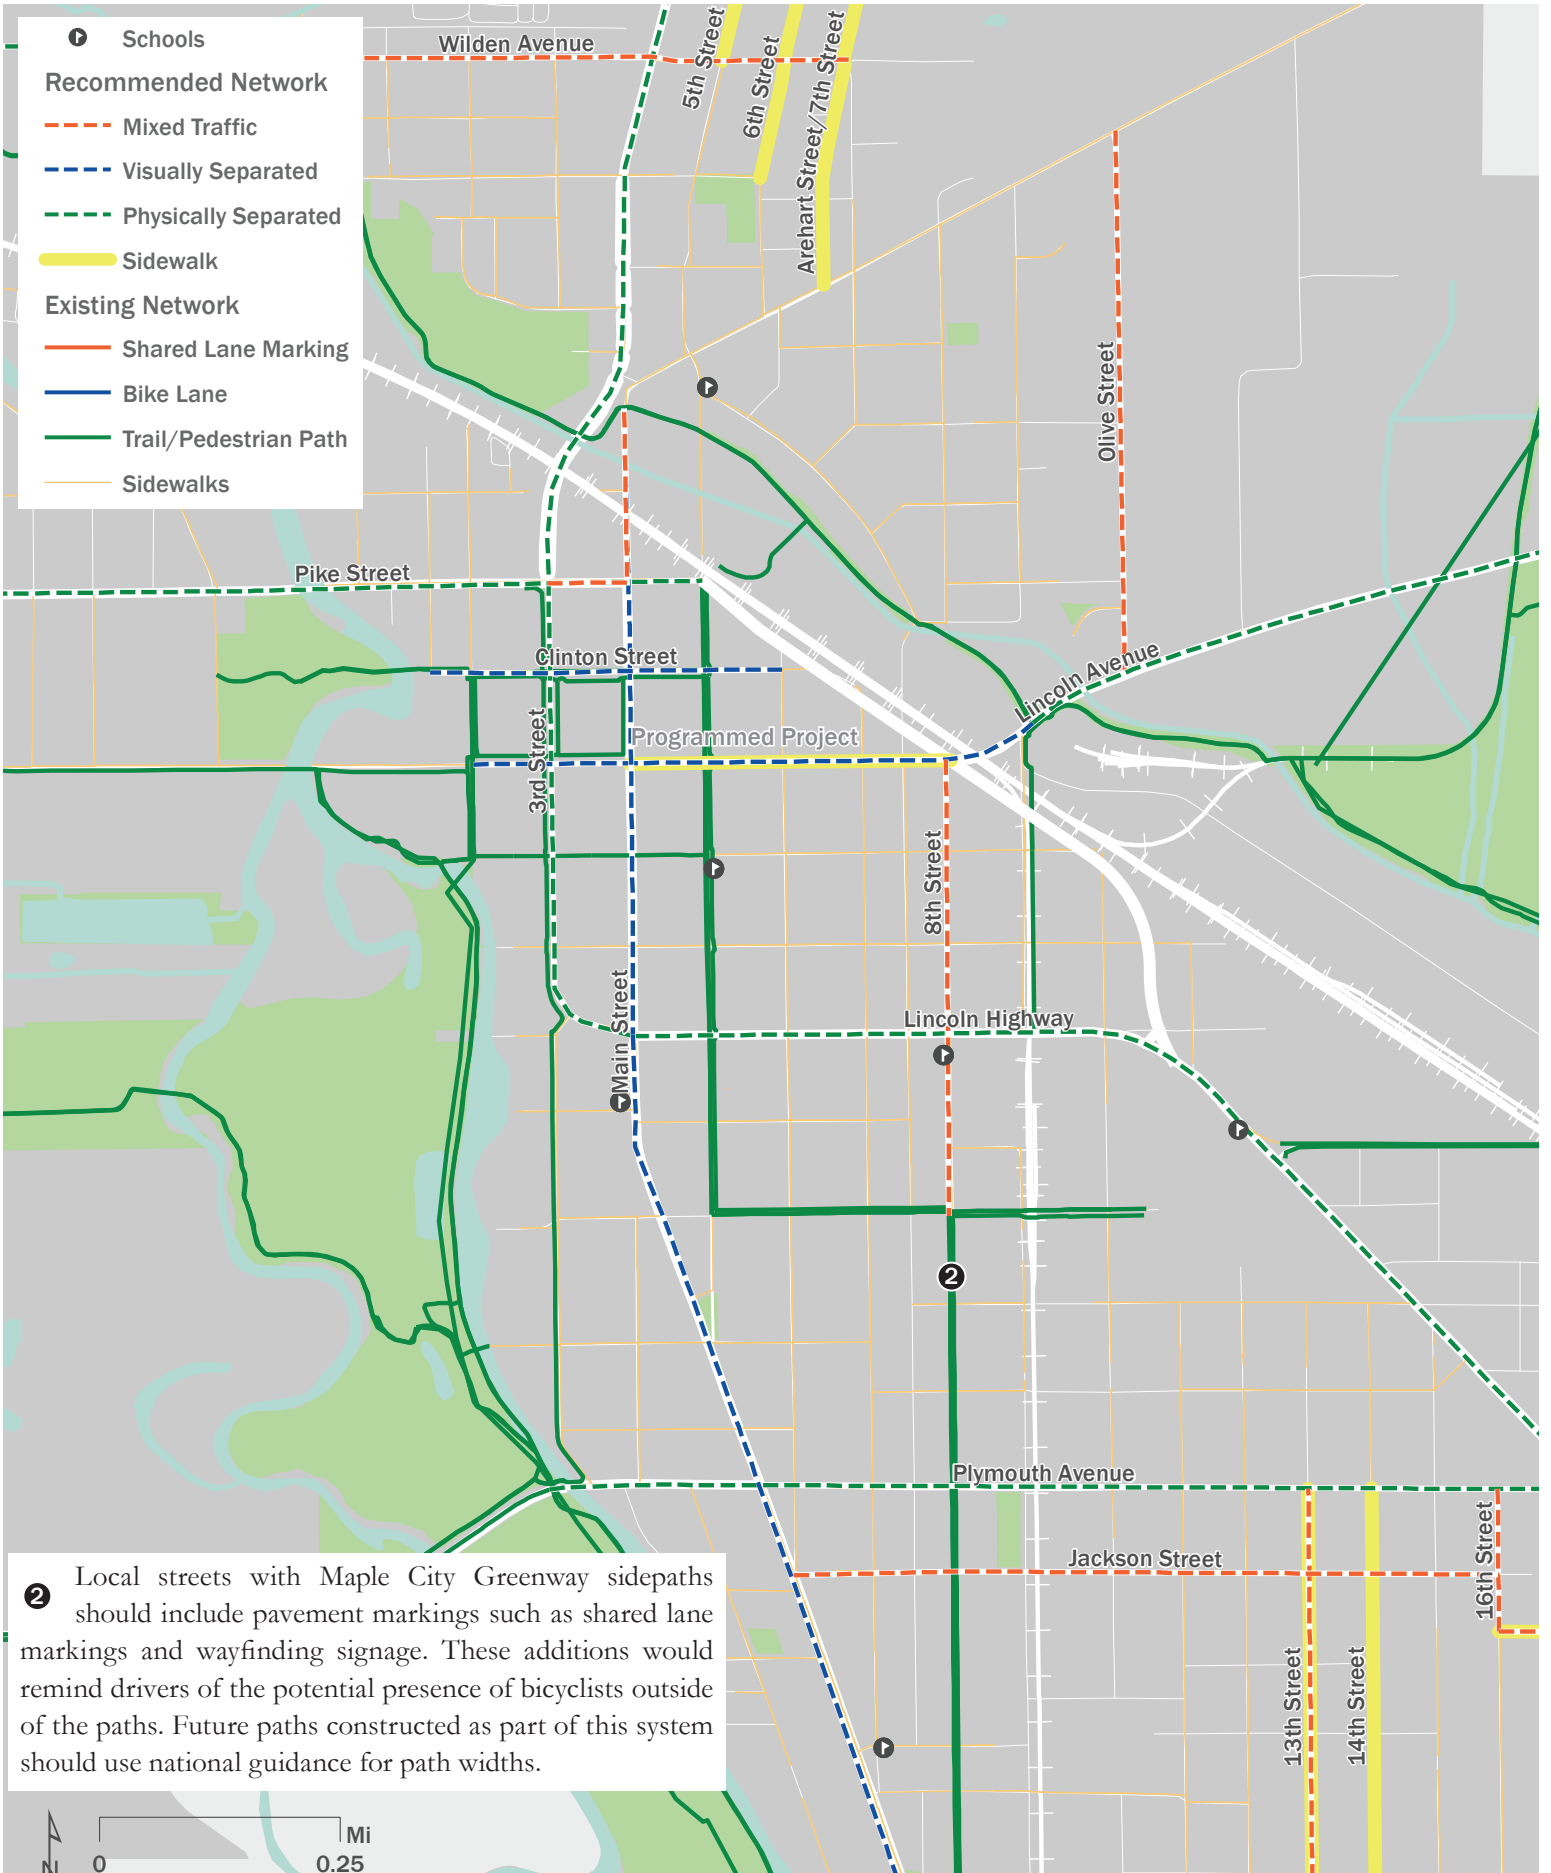 Schools
Recommended Network
Mixed Traffic
Visually Separated
Physically Separated
Sidewalk
Existing Network
Shared Lane Marking
Bike Lane
Trail/Pedestrian Path
Sidewalks
Wilden Avenue
5th Street
6th Street
Arehart Street/7th Street
Olive Street
Pike Street
Clinton Street
Lincoln Avenue
3rd Street
Programmed Project
8th Street
Main Street
Lincoln Highway
2
Plymouth Avenue
Jackson Street
16th Street
13th Street
14th Street
2 Local streets with Maple City Greenway sidepaths
should include pavement markings such as shared lane
markings and wayfinding signage. These additions would
remind drivers of the potential presence of bicyclists outside
of the paths. Future paths constructed as part of this system
should use national guidance for path widths.
N
Mi
0 0.25